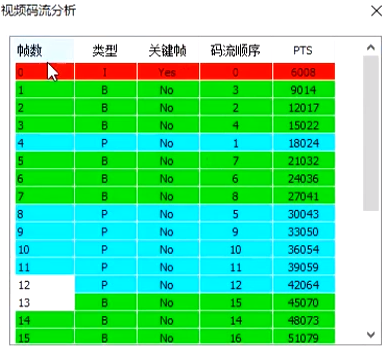 视频码流分析
帧数 类型 关键帧 码流顺序 PTS
0 I Yes 0 6008
1 B No 3 9014
2 B No 2 12017
3 B No 4 15022
4 P No 1 18024
5 B No 7 21032
6 B No 6 24036
7 B No 8 27041
8 P No 5 30043
9 P No 9 33050
10 P No 10 36054
11 P No 11 39059
12 P No 12 42064
13 B No 15 45070
14 B No 14 48073
15 B No 16 51079